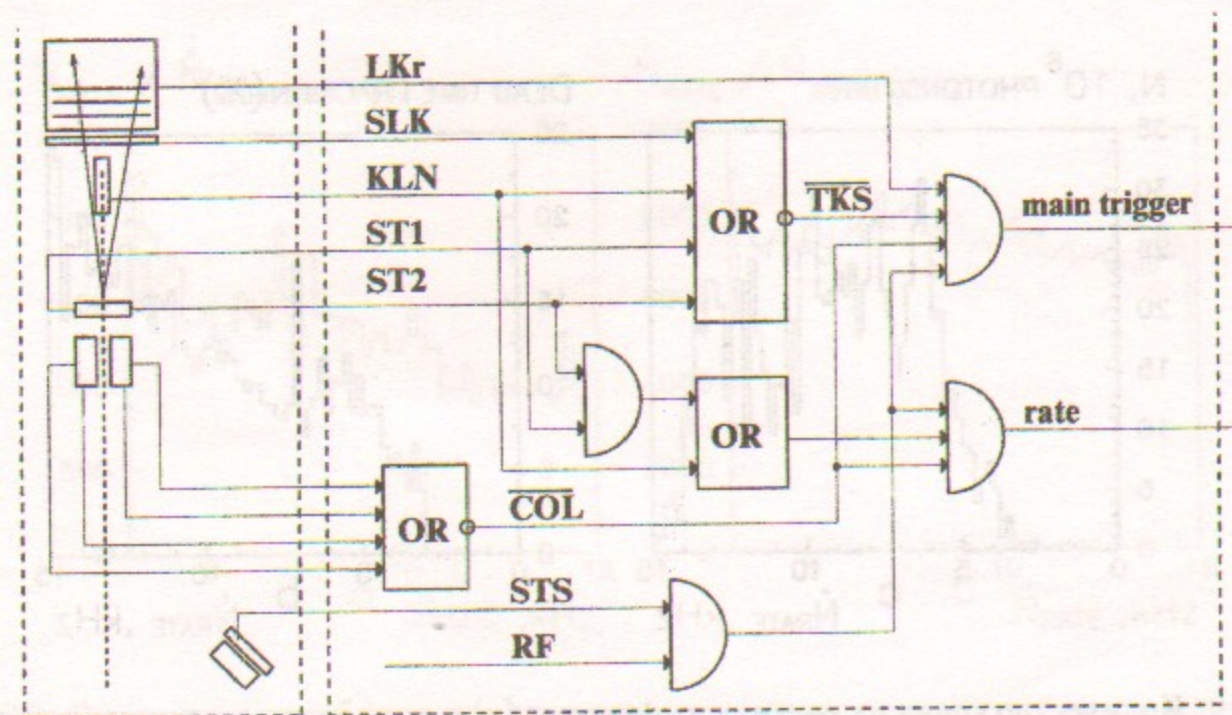 LKr
SLK
KLN
ST1
ST2
OR
TKS
main trigger
OR
rate
OR
COL
STS
RF